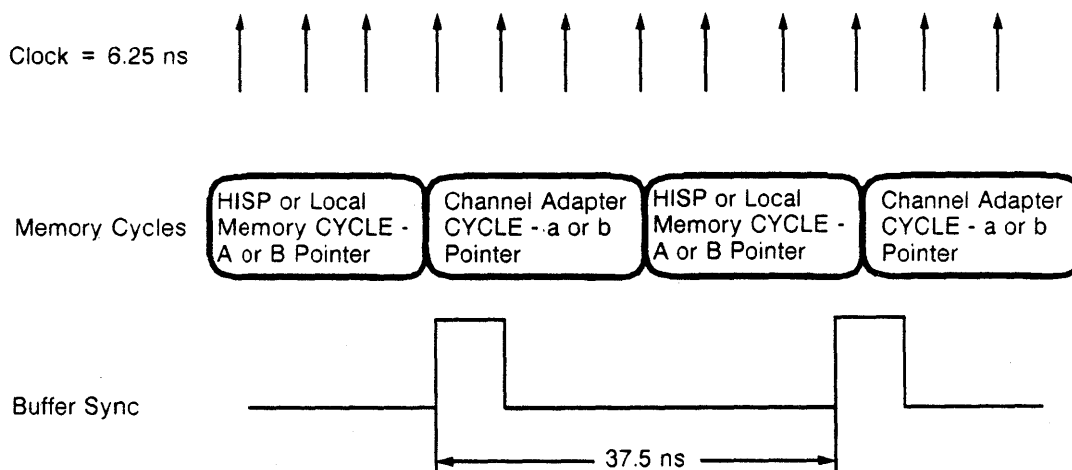 Clock = 6.25 ns
Memory Cycles
HISP or Local
Memory CYCLE -
A or B Pointer
Channel Adapter
CYCLE - a or b
Pointer
HISP or Local
Memory CYCLE -
A or B Pointer
Channel Adapter
CYCLE - a or b
Pointer
Buffer Sync
37.5 ns